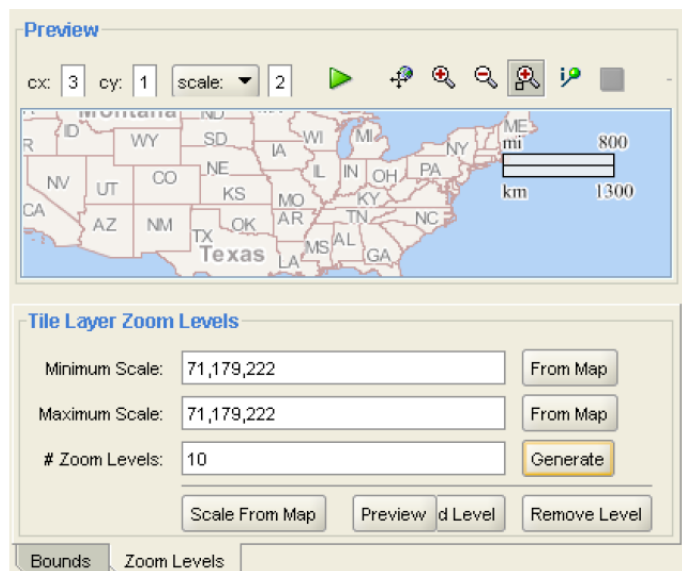 Preview
cx: 3 cy: 1 scale: 2
Montana ND
ME
R ID WY SD WI MI NY mi 800
IA
NE IL IN OH PA
NV UT CO
KS MO KY km 1300
CA
AZ NM OK AR TN NC
TX
Texas MS AL
LA GA
Tile Layer Zoom Levels
Minimum Scale: 71,179,222 From Map
Maximum Scale: 71,179,222 From Map
# Zoom Levels: 10 Generate
Scale From Map Preview d Level Remove Level
Bounds Zoom Levels